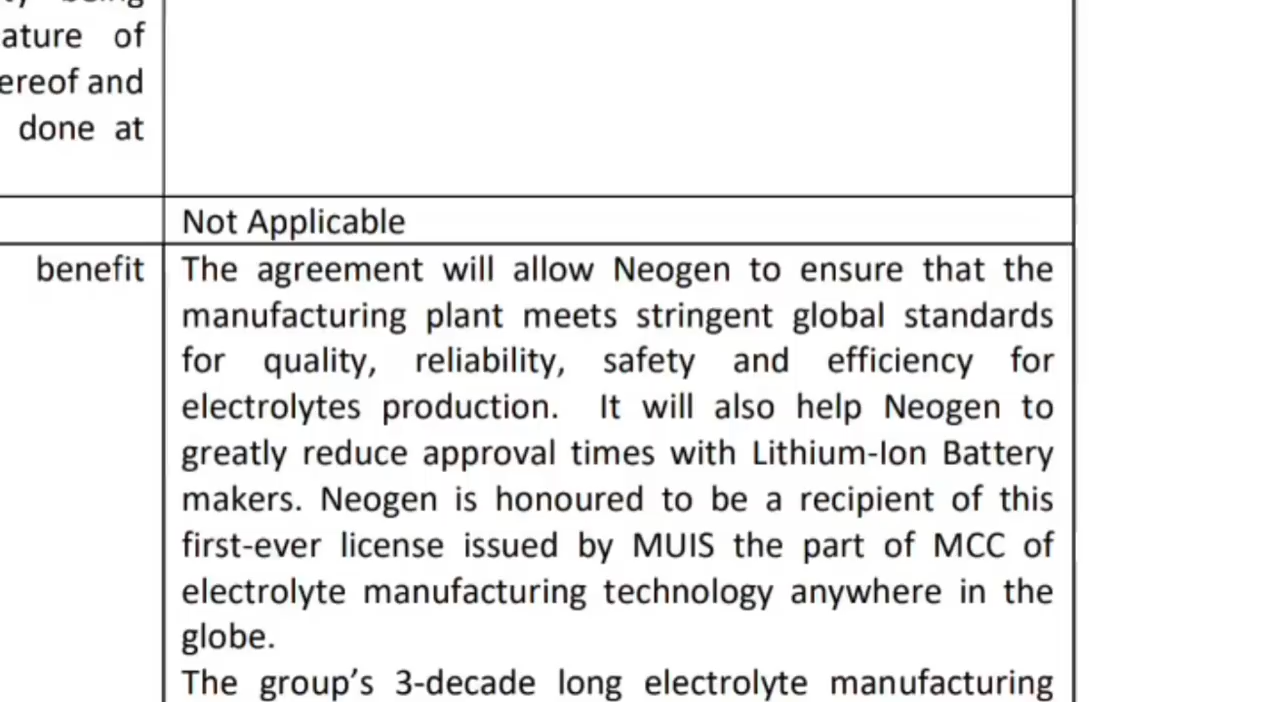 ature of
ereof and
done at
Not Applicable
benefit
The agreement will allow Neogen to ensure that the
manufacturing plant meets stringent global standards
for quality, reliability, safety and efficiency for
electrolytes production. It will also help Neogen to
greatly reduce approval times with Lithium-Ion Battery
makers. Neogen is honoured to be a recipient of this
first-ever license issued by MUIS the part of MCC of
electrolyte manufacturing technology anywhere in the
globe.
The group’s 3-decade long electrolyte manufacturing